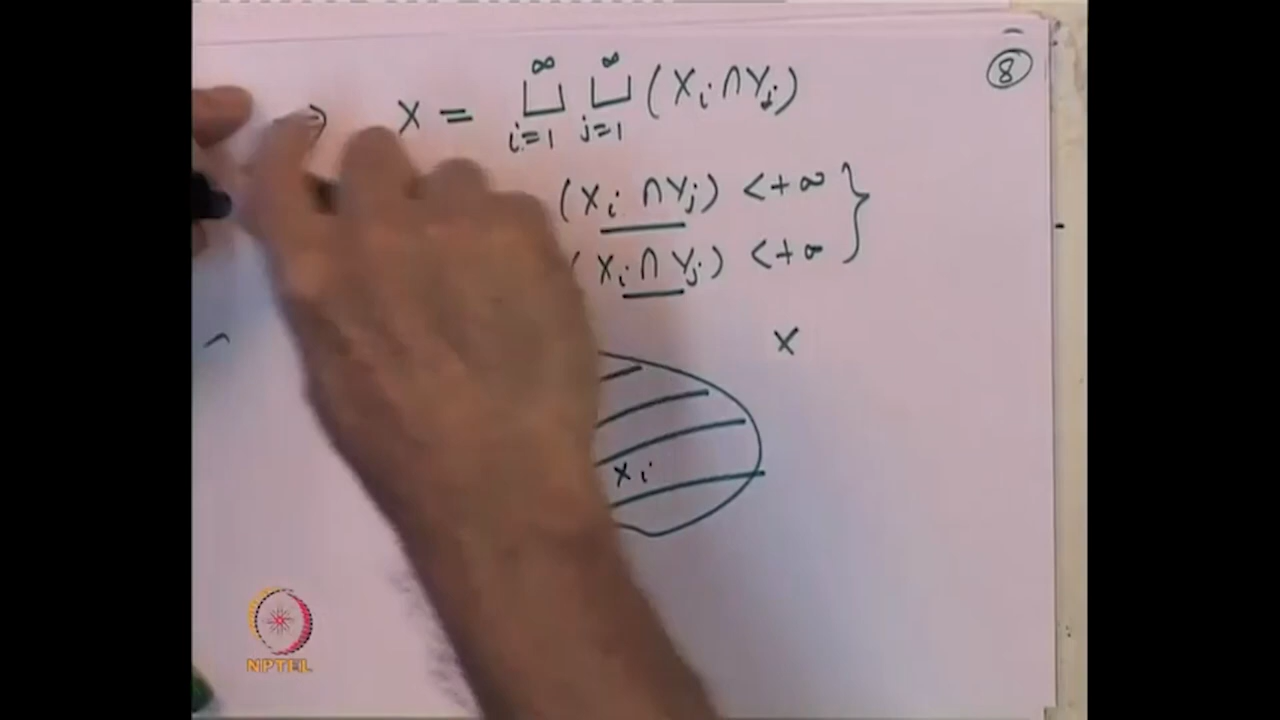 ⑧
⇒ X = ∞⨆i=1 ∞⨆j=1 (Xi ∩ Yj)
(Xi ∩ Yj) < +∞ }
(Xi ∩ Yj) < +∞
X
Xi
NPTEL